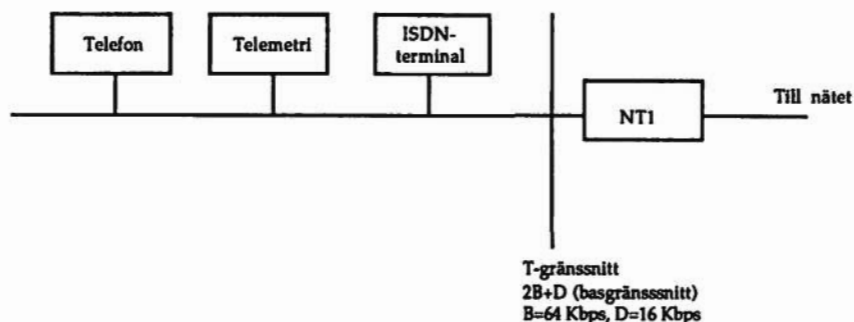 Telefon
Telemetri
ISDN-
terminal
NT1
Till nätet
T-gränssnitt
2B+D (basgränsssnitt)
B=64 Kbps, D=16 Kbps